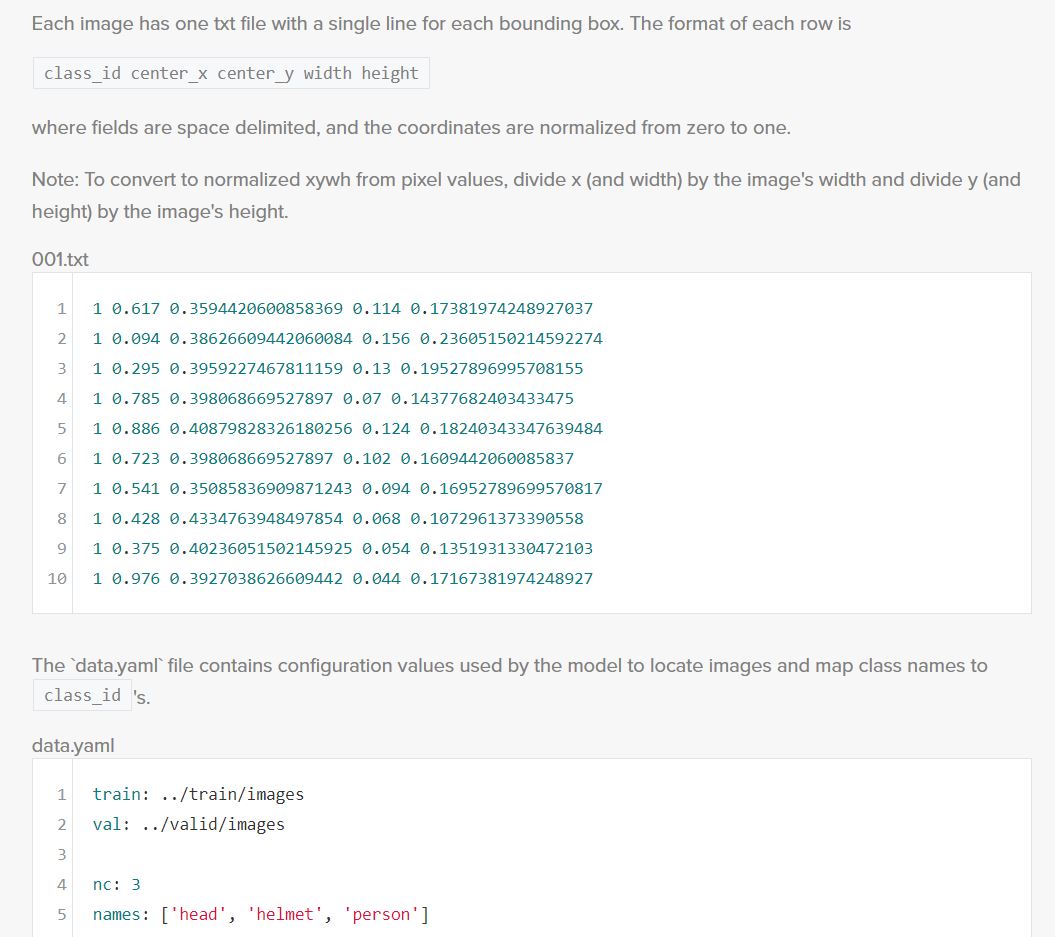 Each image has one txt file with a single line for each bounding box. The format of each row is
class_id center_x center_y width height
where fields are space delimited, and the coordinates are normalized from zero to one.
Note: To convert to normalized xywh from pixel values, divide x (and width) by the image's width and divide y (and
height) by the image's height.
001.txt
1 1 0.617 0.3594420600858369 0.114 0.17381974248927037
2 1 0.094 0.38626609442060084 0.156 0.23605150214592274
3 1 0.295 0.3959227467811159 0.13 0.19527896995708155
4 1 0.785 0.398068669527897 0.07 0.14377682403433475
5 1 0.886 0.40879828326180256 0.124 0.18240343347639484
6 1 0.723 0.398068669527897 0.102 0.1609442060085837
7 1 0.541 0.35085836909871243 0.094 0.16952789699570817
8 1 0.428 0.4334763948497854 0.068 0.1072961373390558
9 1 0.375 0.40236051502145925 0.054 0.1351931330472103
10 1 0.976 0.3927038626609442 0.044 0.17167381974248927
The `data.yaml` file contains configuration values used by the model to locate images and map class names to
class_id 's.
data.yaml
1 train: ../train/images
2 val: ../valid/images
3
4 nc: 3
5 names: ['head', 'helmet', 'person']